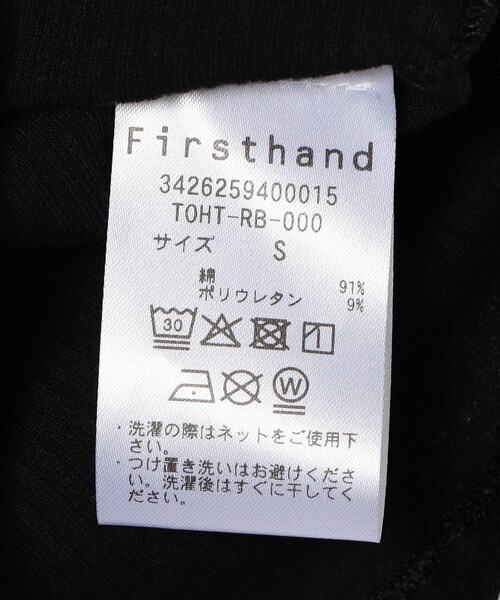 Firsthand
3426259400015
TOHT-RB-000
サイズ S
綿 91%
ポリウレタン 9%
30
W
・洗濯の際はネットをご使用下
さい。
・つけ置き洗いはお避けくださ
い。洗濯後はすぐに干してく
ださい。